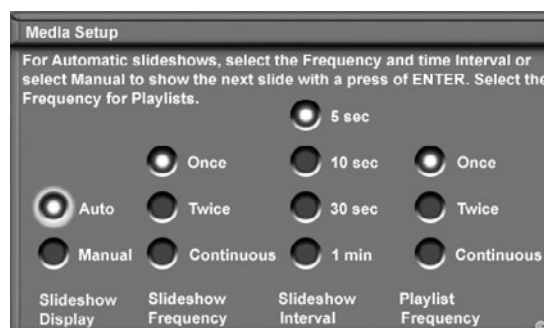 Media Setup
For Automatic slideshows, select the Frequency and time Interval or
select Manual to show the next slide with a press of ENTER. Select the
Frequency for Playlists.
5 sec
Once
10 sec
Once
Auto
Twice
30 sec
Twice
Manual
Continuous
1 min
Continuous
Slideshow
Display
Slideshow
Frequency
Slideshow
Interval
Playlist
Frequency